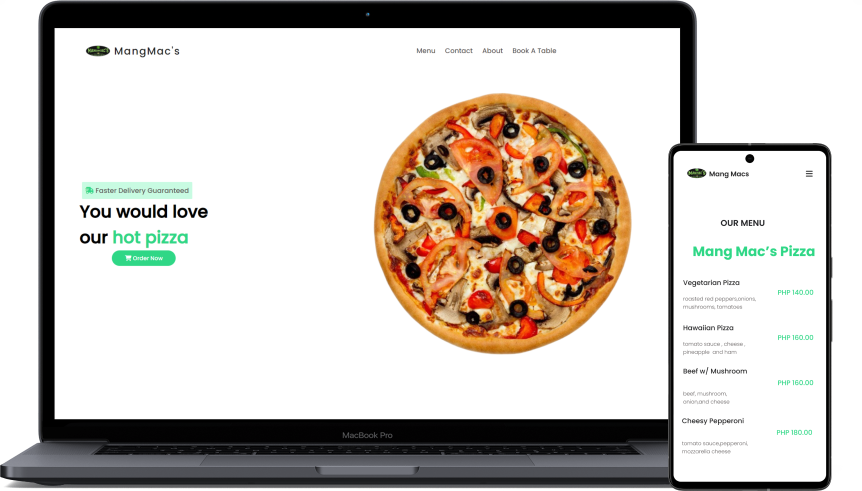 MangMac's
Menu Contact About Book A Table
Faster Delivery Guaranteed
You would love
our hot pizza
Order Now
MacBook Pro
Mang Macs
OUR MENU
Mang Mac's Pizza
Vegetarian Pizza
PHP 140.00
roasted red peppers,onions,
mushrooms, tomatoes
Hawaiian Pizza
PHP 160.00
tomato sauce , cheese ,
pineapple and ham
Beef w/ Mushroom
PHP 160.00
beef, mushroom,
onion,and cheese
Cheesy Pepperoni
PHP 180.00
tomato sauce,pepperoni,
mozzarella cheese